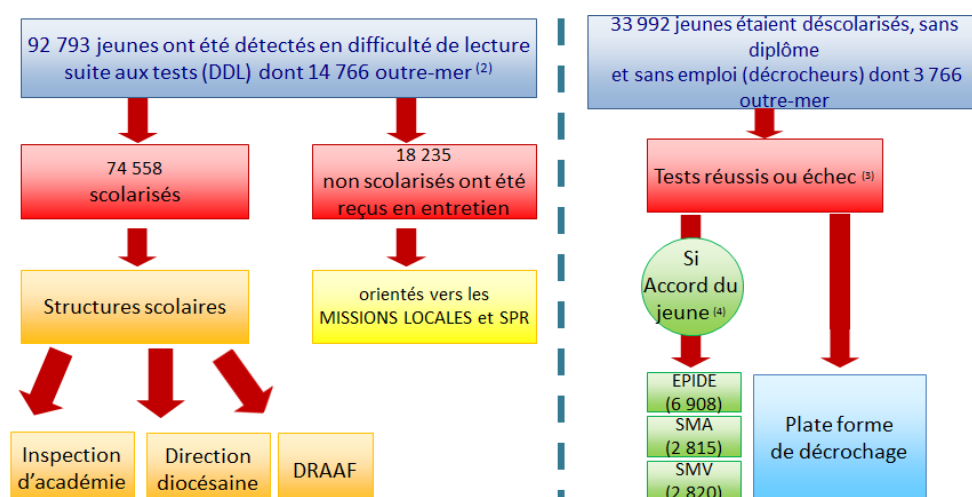 92 793 jeunes ont été détectés en difficulté de lecture
suite aux tests (DDL) dont 14 766 outre-mer (2)
74 558
scolarisés
18 235
non scolarisés ont été
reçus en entretien
Structures scolaires
orientés vers les
MISSIONS LOCALES et SPR
Inspection
d'académie
Direction
diocésaine
DRAAF
33 992 jeunes étaient déscolarisés, sans
diplôme
et sans emploi (décrocheurs) dont 3 766
outre-mer
Tests réussis ou échec (3)
Si
Accord du
jeune (4)
EPIDE
(6 908)
SMA
(2 815)
SMV
(2 820)
Plate forme
de décrochage